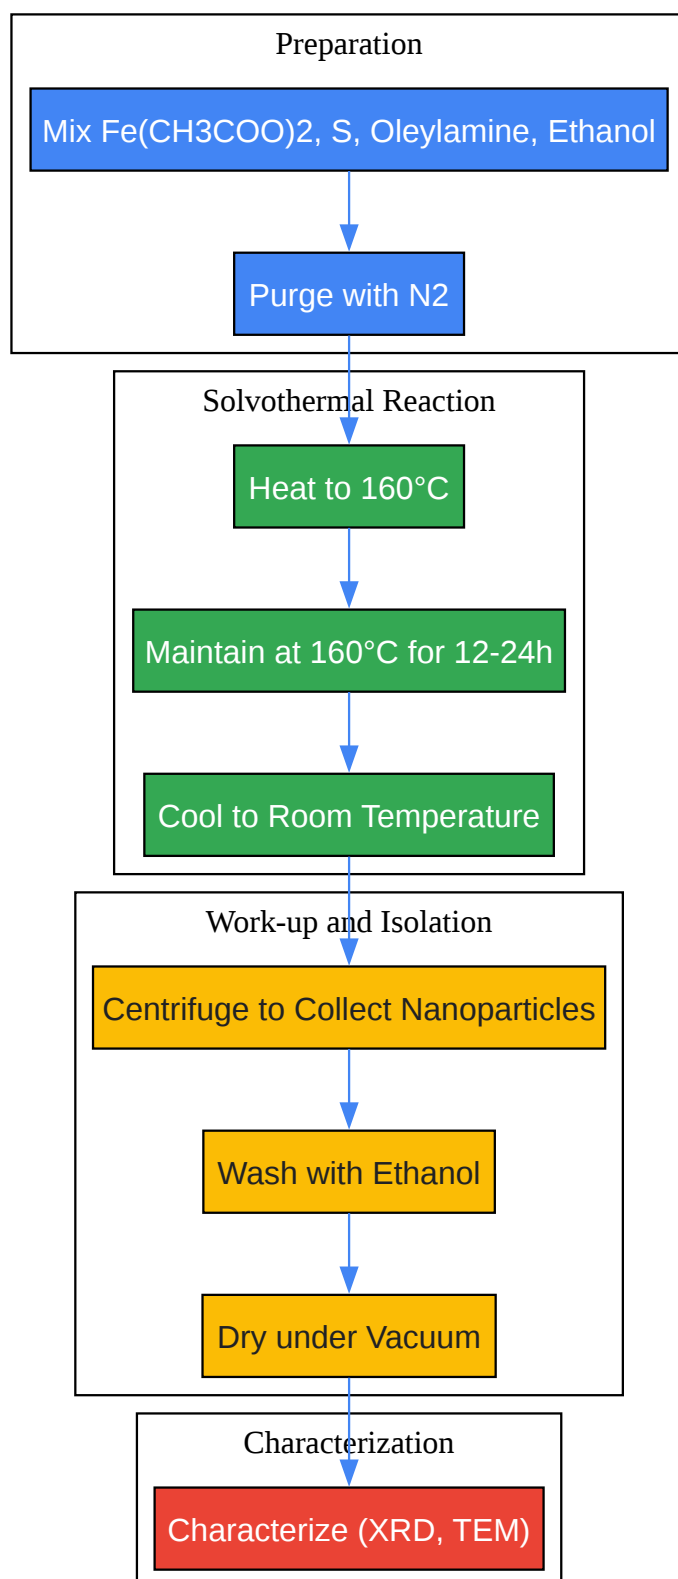 Preparation
Mix Fe(CH3COO)2, S, Oleylamine, Ethanol
Purge with N2
Solvothermal Reaction
Heat to 160°C
Maintain at 160°C for 12-24h
Cool to Room Temperature
Work-up and Isolation
Centrifuge to Collect Nanoparticles
Wash with Ethanol
Dry under Vacuum
Characterization
Characterize (XRD, TEM)